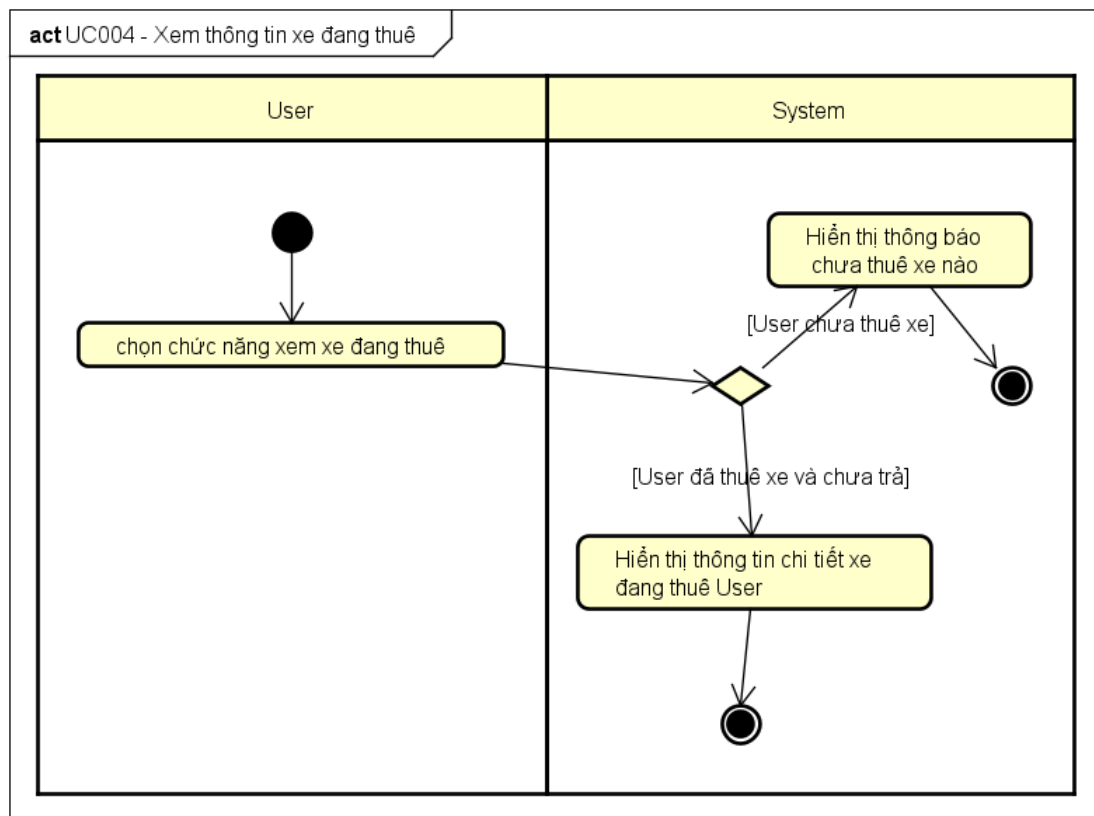 act UC004 - Xem thông tin xe đang thuê
User
System
Hiển thị thông báo
chưa thuê xe nào
[User chưa thuê xe]
chọn chức năng xem xe đang thuê
[User đã thuê xe và chưa trả]
Hiển thị thông tin chi tiết xe
đang thuê User